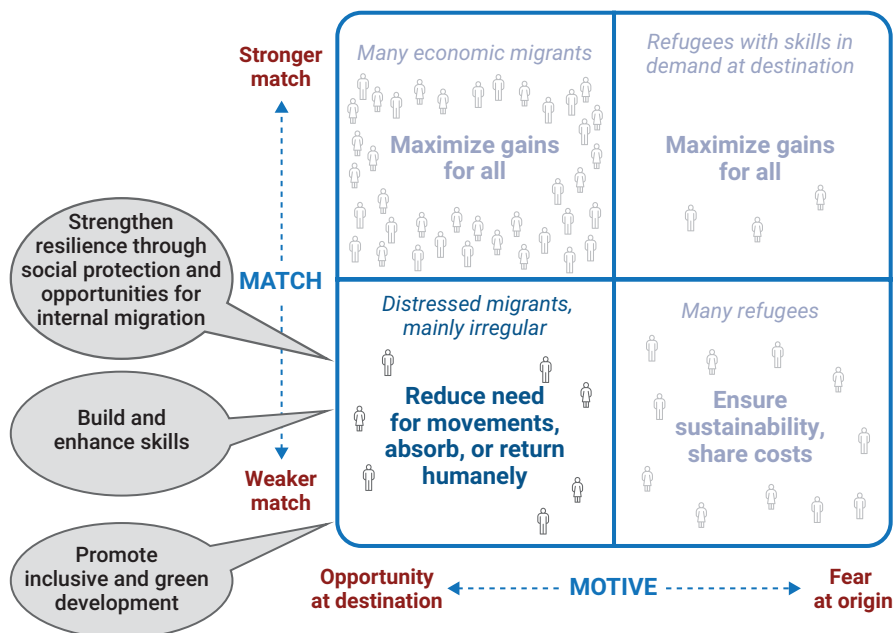 Stronger
match
Many economic migrants
Maximize gains
for all
Refugees with skills in
demand at destination
Maximize gains
for all
Strengthen
resilience through
social protection and
opportunities for
internal migration
MATCH
Distressed migrants,
mainly irregular
Reduce need
for movements,
absorb, or return
humanely
Many refugees
Ensure
sustainability,
share costs
Build and
enhance skills
Weaker
match
Promote
inclusive and green
development
Opportunity
at destination
MOTIVE
Fear
at origin